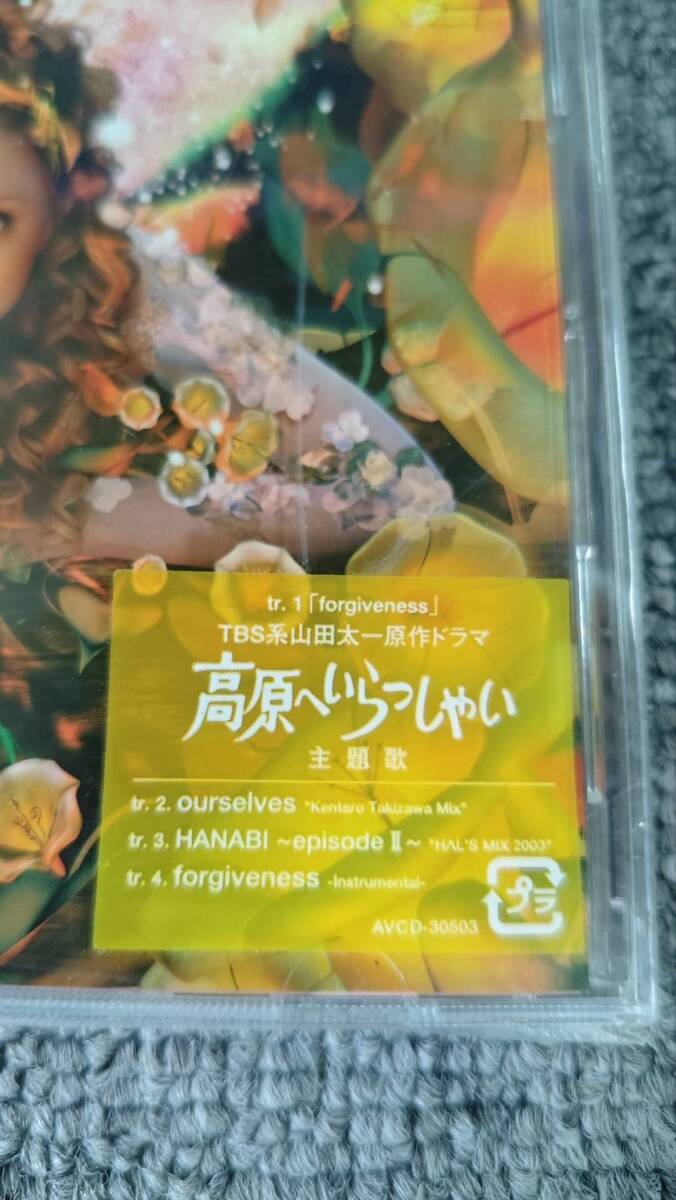 tr. 1「forgiveness」
TBS系山田太一原作ドラマ
高原へいらっしゃい
主題歌
tr. 2. ourselves "Kentaro Takizawa Mix"
tr. 3. HANABI ~episode Ⅱ~ "HΛL'S MIX 2003"
tr. 4. forgiveness -Instrumental-
プラ
AVCD-30503